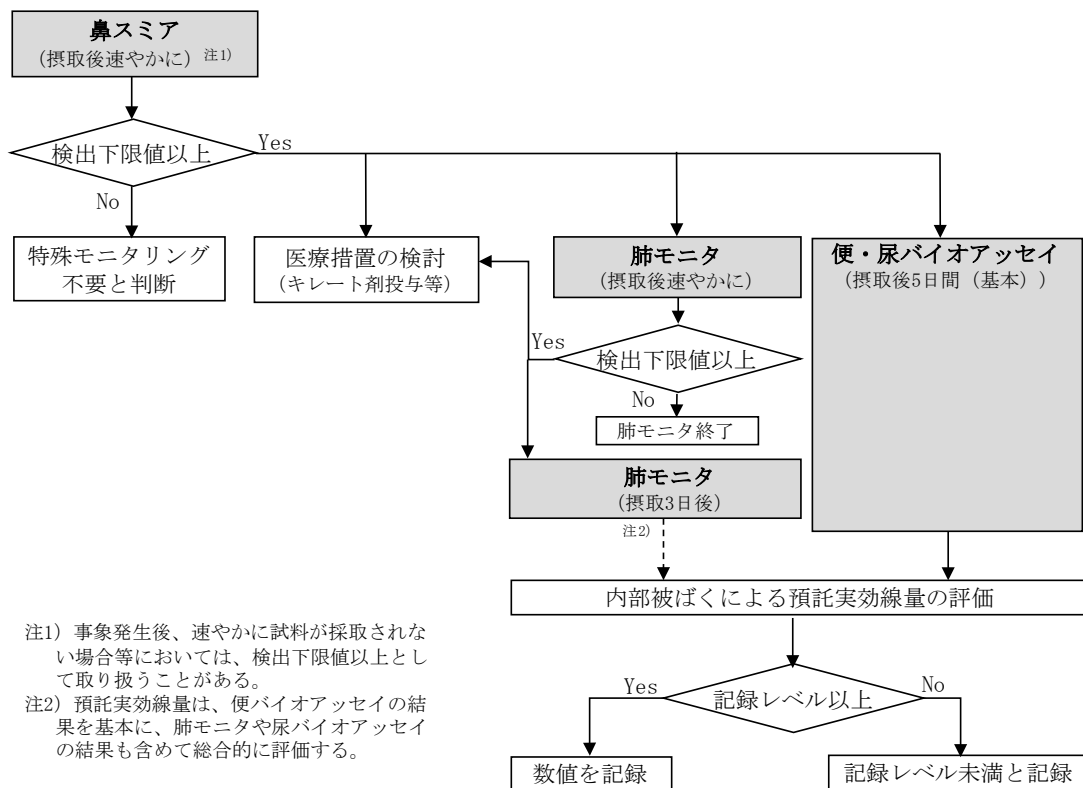 鼻スミア
(摂取後速やかに) 注1)
検出下限値以上
Yes
No
特殊モニタリング
不要と判断
医療措置の検討
(キレート剤投与等)
肺モニタ
(摂取後速やかに)
便・尿バイオアッセイ
(摂取後5日間(基本))
Yes
検出下限値以上
No
肺モニタ終了
肺モニタ
(摂取3日後)
注2)
内部被ばくによる預託実効線量の評価
注1) 事象発生後、速やかに試料が採取されな
い場合等においては、検出下限値以上とし
て取り扱うことがある。
注2) 預託実効線量は、便バイオアッセイの結
果を基本に、肺モニタや尿バイオアッセイ
の結果も含めて総合的に評価する。
Yes
記録レベル以上
No
数値を記録
記録レベル未満と記録